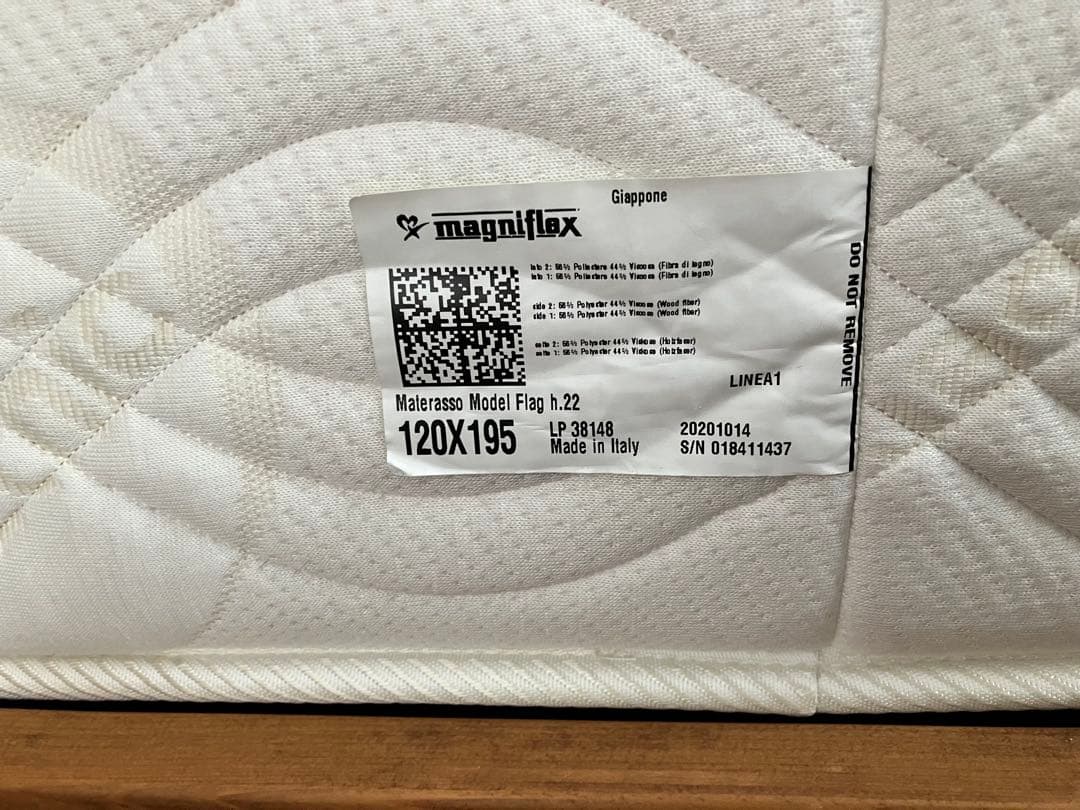 Giappone
magniflex
lato 2: 56% Poliestere 44% Viscosa (Fibra di legno)
lato 1: 56% Poliestere 44% Viscosa (Fibra di legno)
side 2: 56% Polyester 44% Viscose (Wood fiber)
side 1: 56% Polyester 44% Viscose (Wood fiber)
2: 56% Polyester 44% Viskose (Holzfaser)
1: 56% Polyester 44% Viskose (Holzfaser)
LINEA1
DO NOT REMOVE
Materasso Model Flag h.22
120X195
LP 38148
20201014
Made in Italy
S/N 018411437